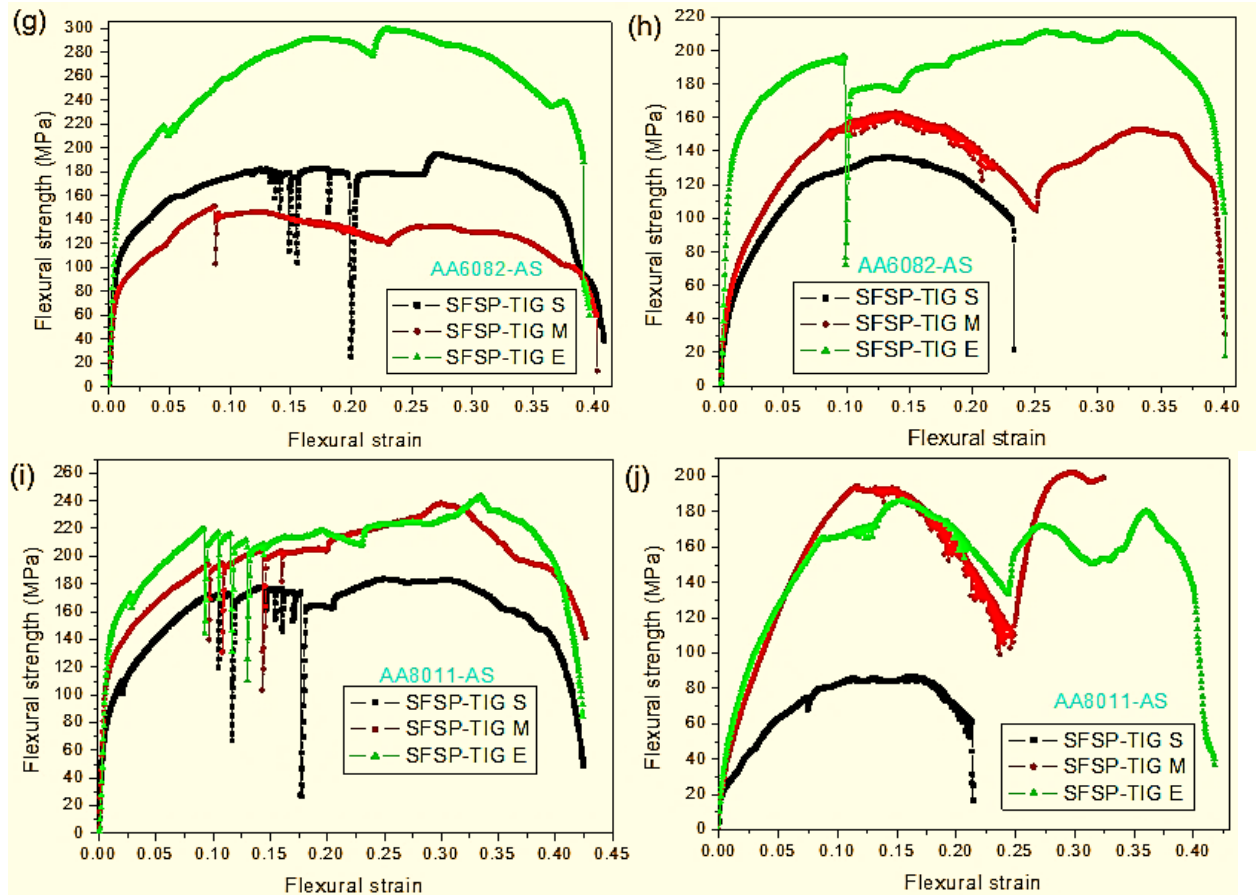 (g)
Flexural strength (MPa)
300
280
260
240
220
200
180
160
140
120
100
80
60
40
20
0
AA6082-AS
SFSP-TIG S
SFSP-TIG M
SFSP-TIG E
0.00 0.05 0.10 0.15 0.20 0.25 0.30 0.35 0.40
Flexural strain
(h)
Flexural strength (MPa)
220
200
180
160
140
120
100
80
60
40
20
0
AA6082-AS
SFSP-TIG S
SFSP-TIG M
SFSP-TIG E
0.00 0.05 0.10 0.15 0.20 0.25 0.30 0.35 0.40
Flexural strain
(i)
Flexural strength (MPa)
260
240
220
200
180
160
140
120
100
80
60
40
20
0
AA8011-AS
SFSP-TIG S
SFSP-TIG M
SFSP-TIG E
0.00 0.05 0.10 0.15 0.20 0.25 0.30 0.35 0.40 0.45
Flexural strain
(j)
Flexural strength (MPa)
200
180
160
140
120
100
80
60
40
20
0
AA8011-AS
SFSP-TIG S
SFSP-TIG M
SFSP-TIG E
0.00 0.05 0.10 0.15 0.20 0.25 0.30 0.35 0.40
Flexural strain